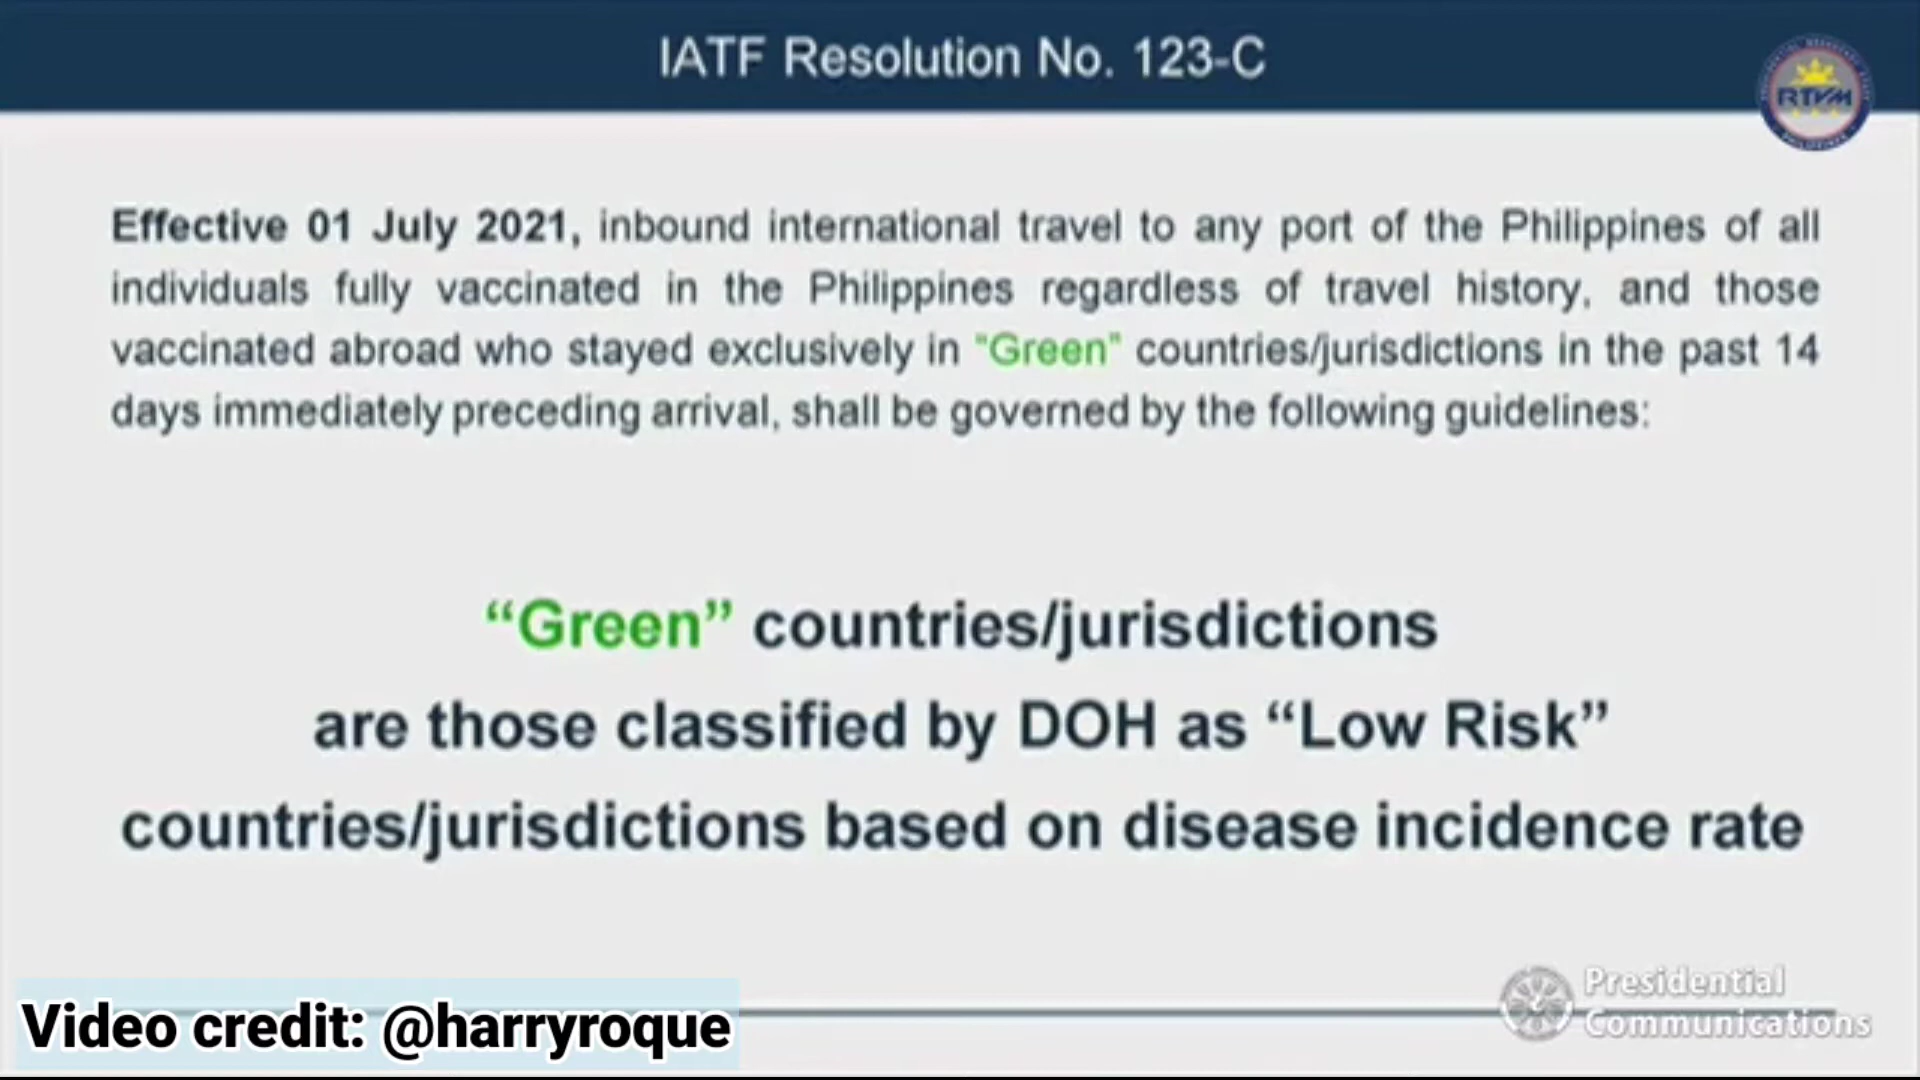 IATF Resolution No. 123-C
RTVM
PHILIPPINES
Effective 01 July 2021, inbound international travel to any port of the Philippines of all
individuals fully vaccinated in the Philippines regardless of travel history, and those
vaccinated abroad who stayed exclusively in "Green" countries/jurisdictions in the past 14
days immediately preceding arrival, shall be governed by the following guidelines:
“Green” countries/jurisdictions
are those classified by DOH as “Low Risk”
countries/jurisdictions based on disease incidence rate
Presidential
Communications
Video credit: @harryroque